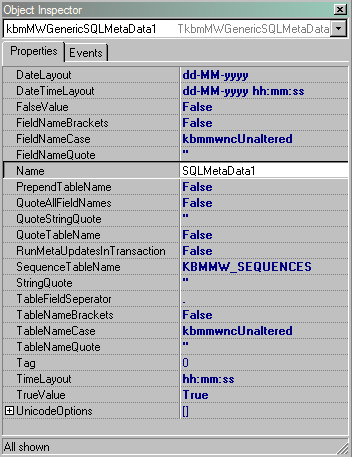 Object Inspector
kbmMWGenericSQLMetaData1 TkbmMWGenericSQLMetaData
Properties Events
DateLayout dd-MM-yyyy
DateTimeLayout dd-MM-yyyy hh:mm:ss
FalseValue False
FieldNameBrackets False
FieldNameCase kbmmwncUnaltered
FieldNameQuote "
Name SQLMetaData1
PrependTableName False
QuoteAllFieldNames False
QuoteStringQuote "
QuoteTableName False
RunMetaUpdatesInTransaction False
SequenceTableName KBMMW_SEQUENCES
StringQuote "
TableFieldSeperator .
TableNameBrackets False
TableNameCase kbmmwncUnaltered
TableNameQuote "
Tag 0
TimeLayout hh:mm:ss
TrueValue True
UnicodeOptions []
All shown